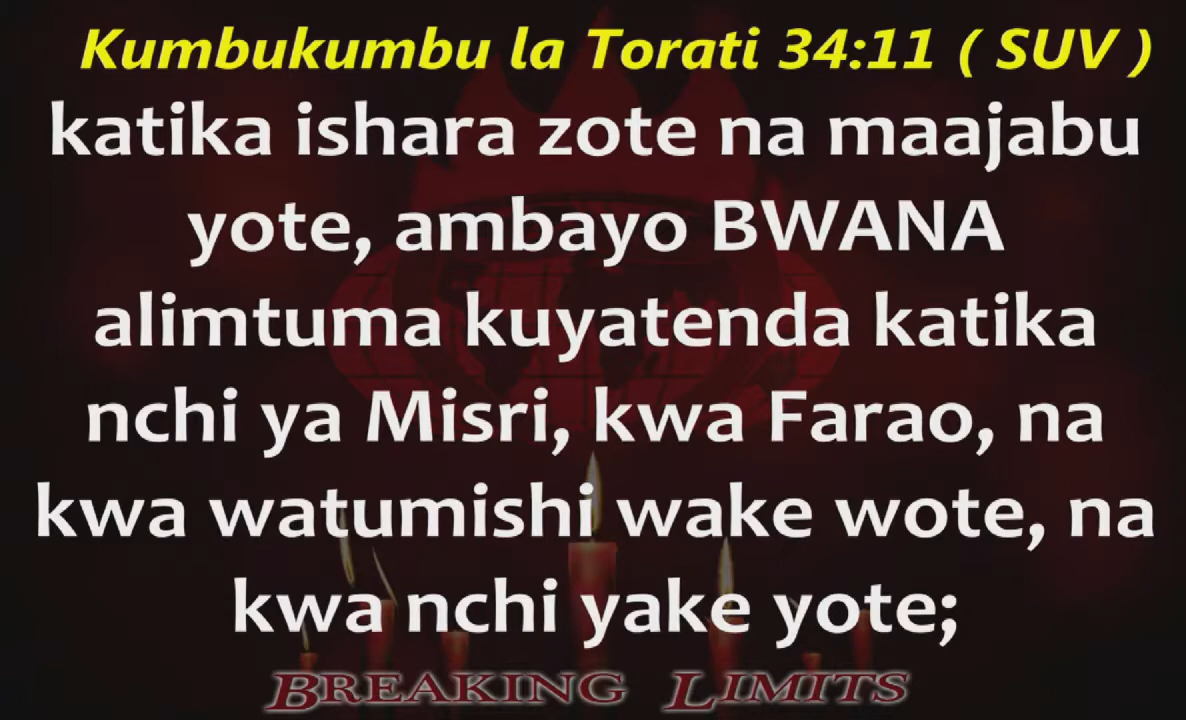 Kumbukumbu la Torati 34:11 ( SUV )
katika ishara zote na maajabu
yote, ambayo BWANA
alimtuma kuyatenda katika
nchi ya Misri, kwa Farao, na
kwa watumishi wake wote, na
kwa nchi yake yote;
BREAKING LIMITS